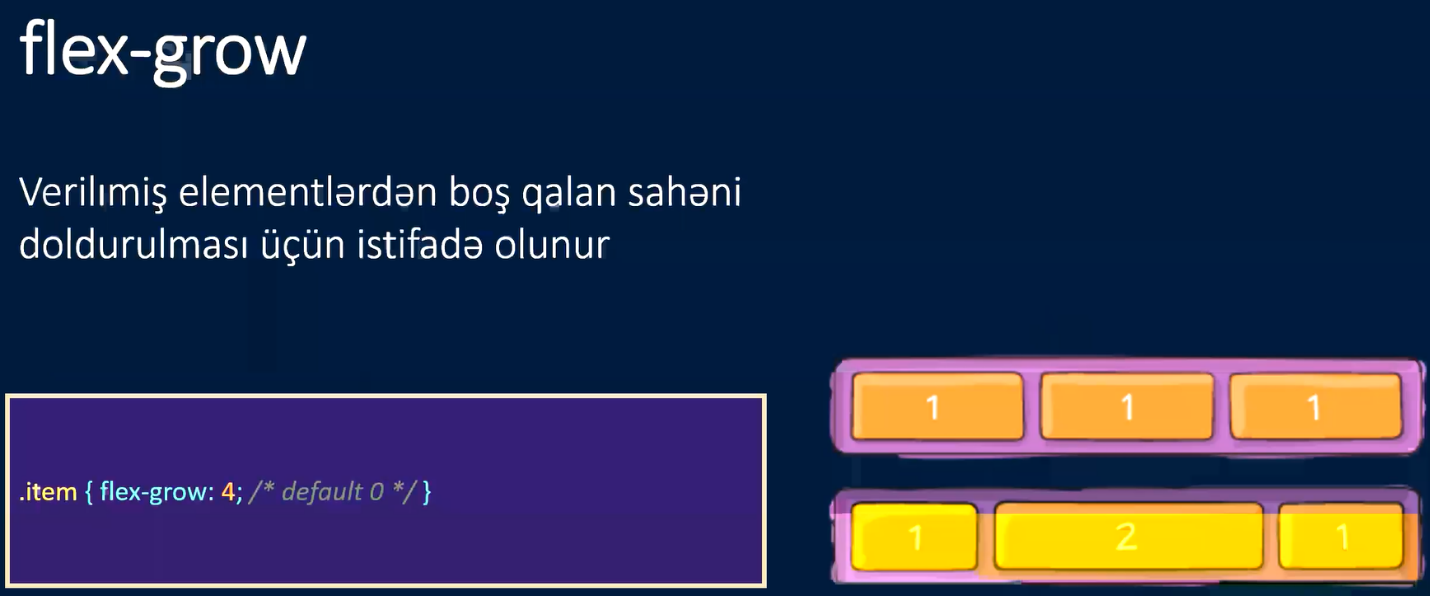 flex-grow
Verilımiş elementlərdən boş qalan sahəni
doldurulması üçün istifadə olunur
.item { flex-grow: 4; /* default 0 */ }
1 1 1
1 2 1